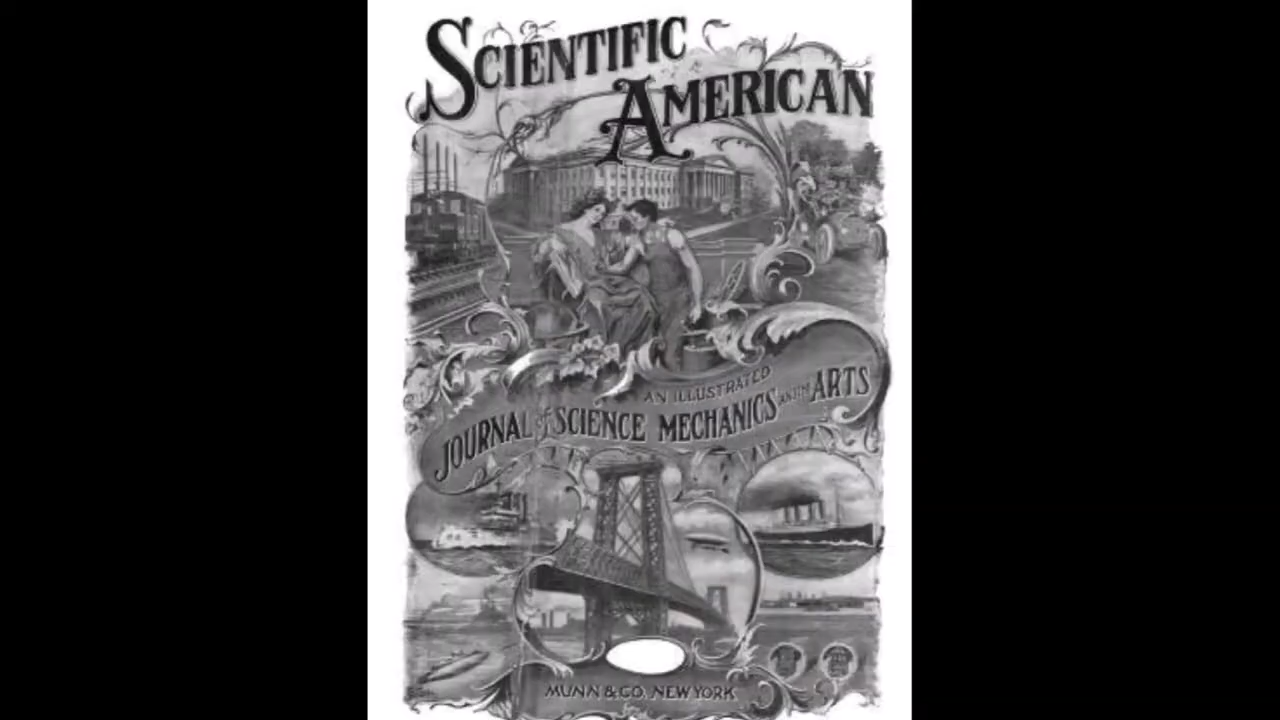 SCIENTIFIC
AMERICAN
AN ILLUSTRATED
JOURNAL of SCIENCE MECHANICS AND THE ARTS
MUNN & CO. NEW YORK